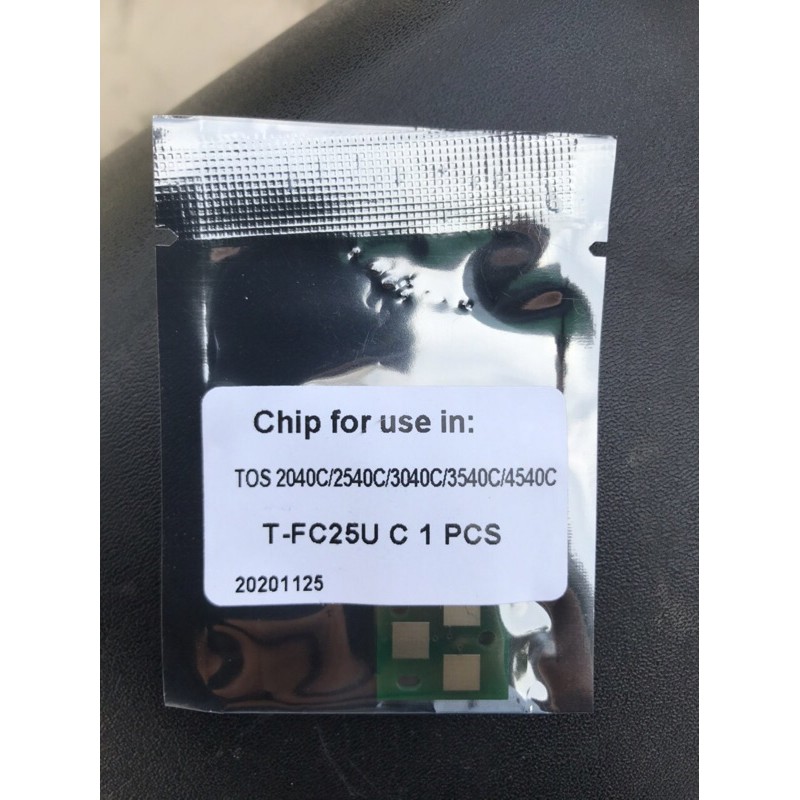 Chip for use in:
TOS 2040C/2540C/3040C/3540C/4540C
T-FC25U C 1 PCS
20201125